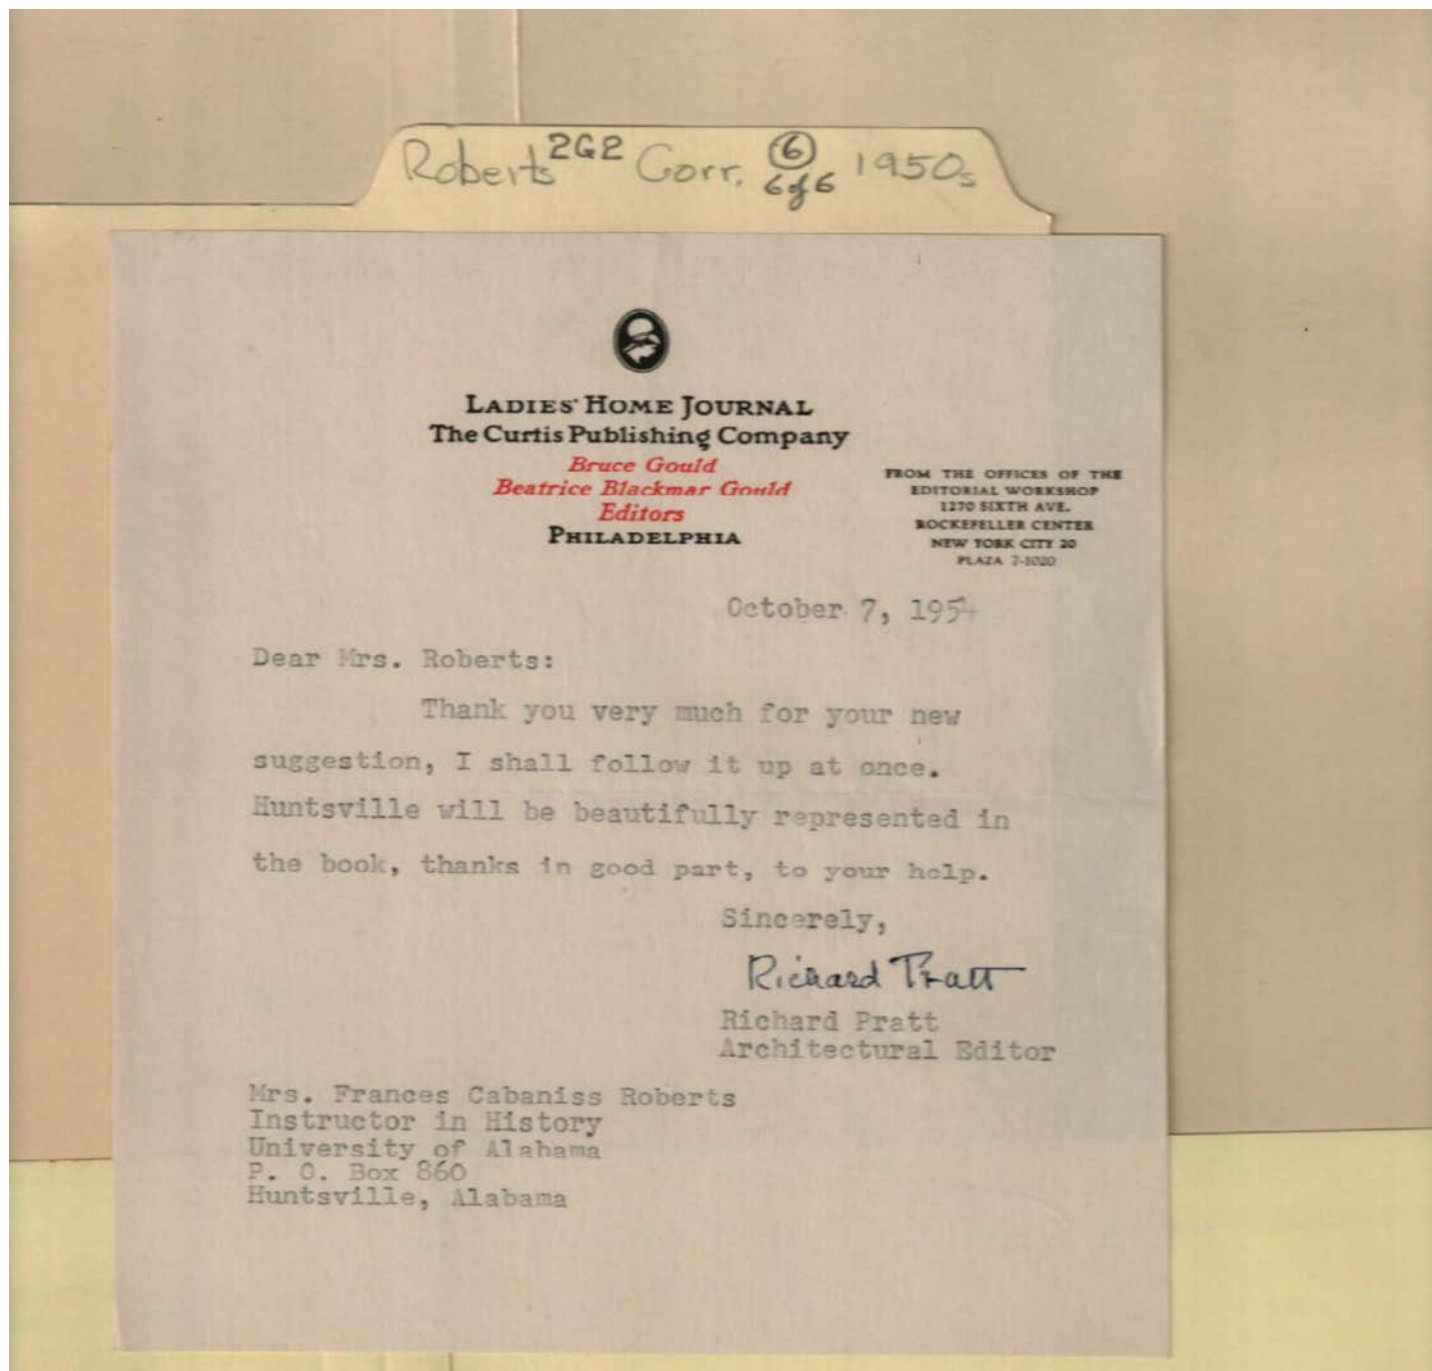 Roberts 2G2 Corr. 6 1950s
6 of 6
LADIES' HOME JOURNAL
The Curtis Publishing Company
Bruce Gould
Beatrice Blackmar Gould
Editors
PHILADELPHIA
FROM THE OFFICES OF THE
EDITORIAL WORKSHOP
1270 SIXTH AVE.
ROCKEFELLER CENTER
NEW YORK CITY 20
PLAZA 7-1020
October 7, 1954
Dear Mrs. Roberts:
Thank you very much for your new
suggestion, I shall follow it up at once.
Huntsville will be beautifully represented in
the book, thanks in good part, to your help.
Sincerely,
Richard Pratt
Richard Pratt
Architectural Editor
Mrs. Frances Cabaniss Roberts
Instructor in History
University of Alabama
P. O. Box 860
Huntsville, Alabama